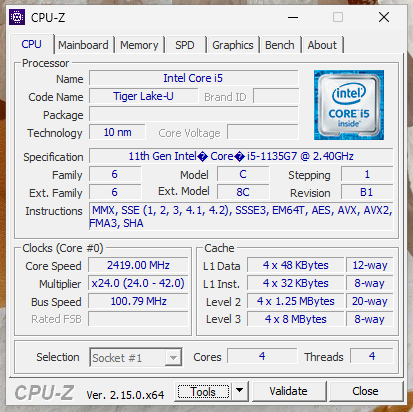 CPU-Z
CPU Mainboard Memory SPD Graphics Bench About
Processor
Name Intel Core i5
Code Name Tiger Lake-U Brand ID
Package
Technology 10 nm Core Voltage
intel
CORE i5
inside™
Specification 11th Gen Intel� Core� i5-1135G7 @ 2.40GHz
Family 6 Model C Stepping 1
Ext. Family 6 Ext. Model 8C Revision B1
Instructions MMX, SSE (1, 2, 3, 4.1, 4.2), SSSE3, EM64T, AES, AVX, AVX2,
FMA3, SHA
Clocks (Core #0) Cache
Core Speed 2419.00 MHz L1 Data 4 x 48 KBytes 12-way
Multiplier x24.0 (24.0 - 42.0) L1 Inst. 4 x 32 KBytes 8-way
Bus Speed 100.79 MHz Level 2 4 x 1.25 MBytes 20-way
Rated FSB Level 3 4 x 8 MBytes 8-way
Selection Socket #1 Cores 4 Threads 4
CPU-Z Ver. 2.15.0.x64 Tools Validate Close